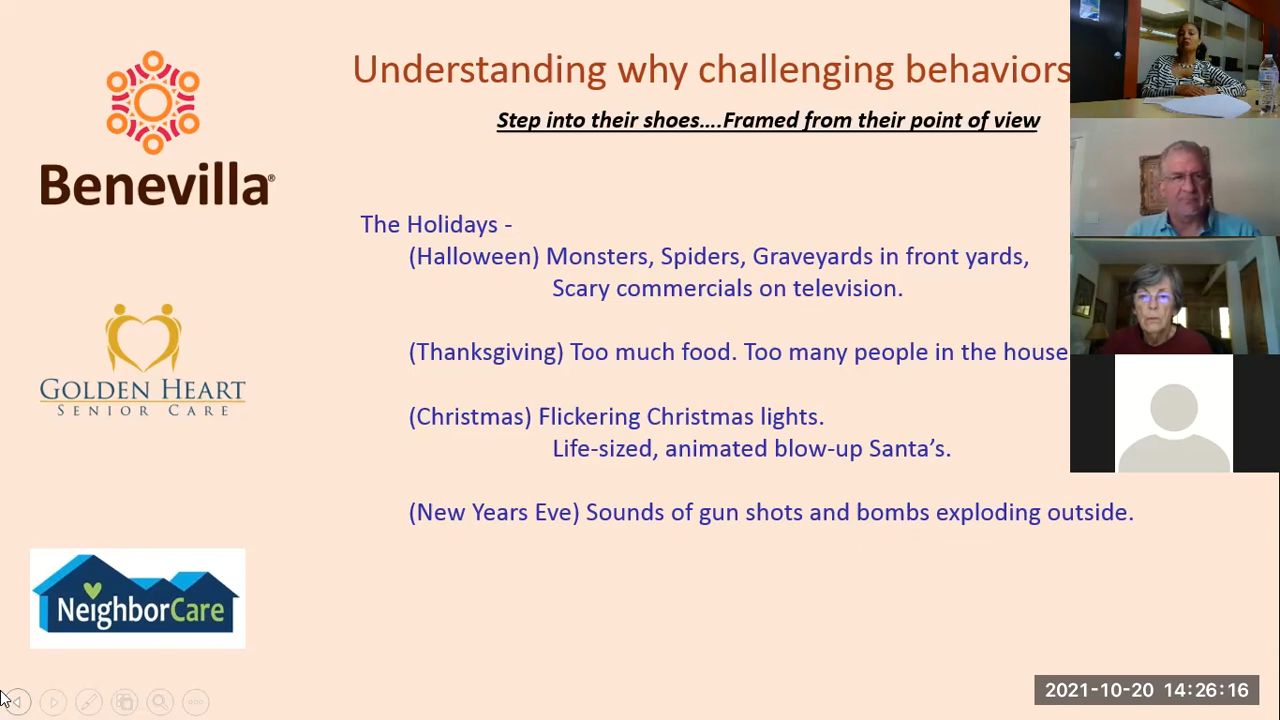 Understanding why challenging behaviors
Step into their shoes....Framed from their point of view
Benevilla®
The Holidays -
(Halloween) Monsters, Spiders, Graveyards in front yards,
Scary commercials on television.
(Thanksgiving) Too much food. Too many people in the house
GOLDEN HEART
SENIOR CARE
(Christmas) Flickering Christmas lights.
Life-sized, animated blow-up Santa's.
(New Years Eve) Sounds of gun shots and bombs exploding outside.
NeighborCare
2021-10-20 14:26:16